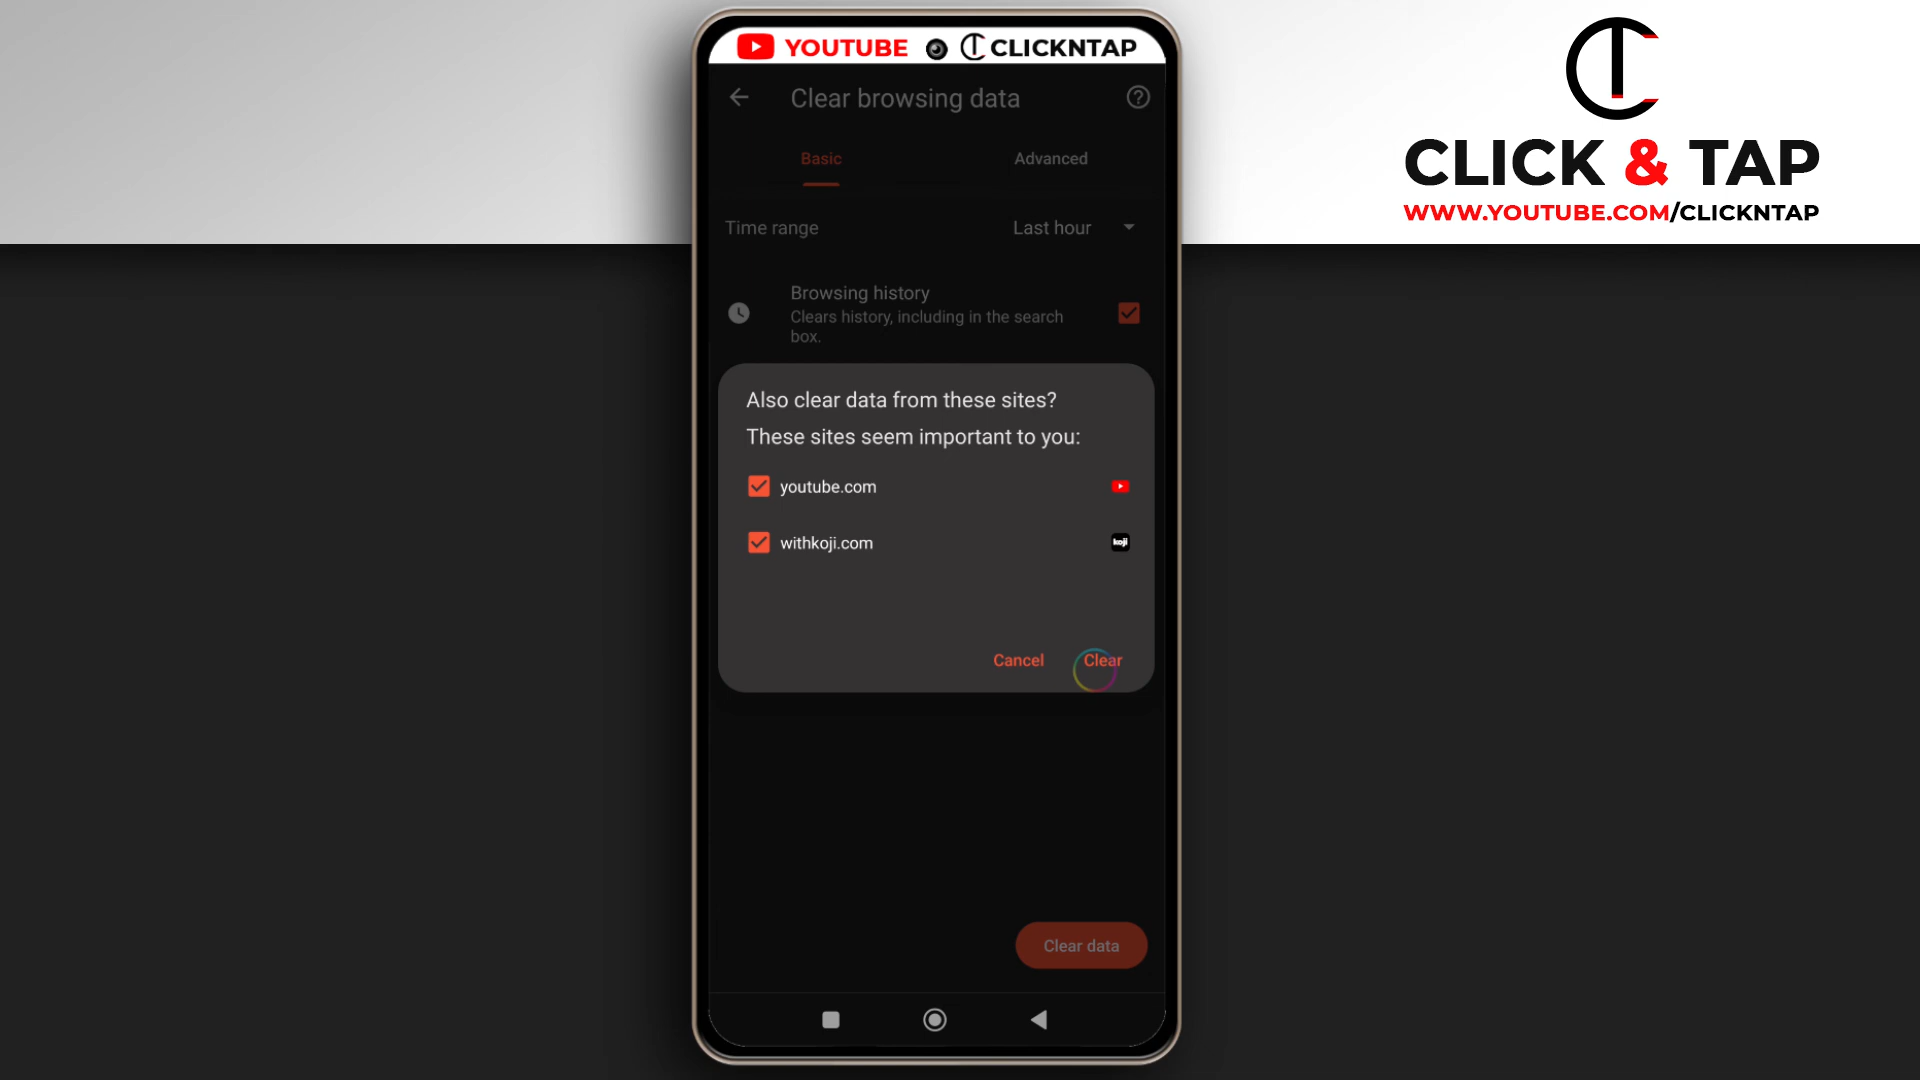 YOUTUBE CLICKNTAP
CLICK & TAP
WWW.YOUTUBE.COM/CLICKNTAP
Clear browsing data
Basic
Advanced
Time range
Last hour
Browsing history
Clears history, including in the search
box.
Also clear data from these sites?
These sites seem important to you:
youtube.com
withkoji.com
koji
Cancel
Clear
Clear data